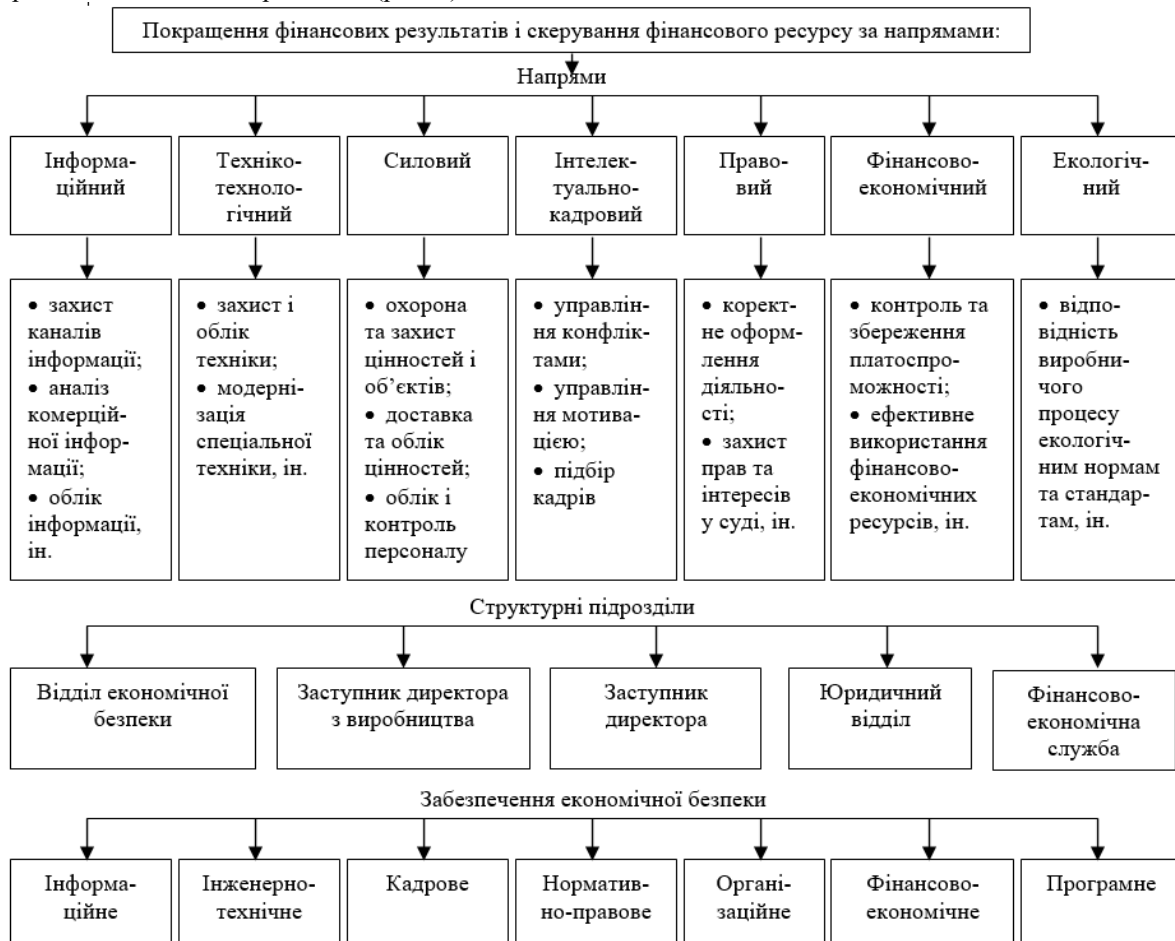 Покращення фінансових результатів і скерування фінансового ресурсу за напрямами:
Напрями
Інформа-
ційний
Техніко-
техноло-
гічний
Силовий
Інтелек-
туально-
кадровий
Право-
вий
Фінансово-
економічний
Екологіч-
ний
• захист
каналів
інформації;
• аналіз
комерцій-
ної інфор-
мації;
• облік
інформації,
ін.
• захист і
облік
техніки;
• модерні-
зація
спеціальної
техніки, ін.
• охорона
та захист
цінностей і
об’єктів;
• доставка
та облік
цінностей;
• облік і
контроль
персоналу
• управлін-
ня конфлік-
тами;
• управлін-
ня мотива-
цією;
• підбір
кадрів
• корект-
не оформ-
лення
діяльно-
сті;
• захист
прав та
інтересів
у суді, ін.
• контроль та
збереження
платоспро-
можності;
• ефективне
використання
фінансово-
економічних
ресурсів, ін.
• відпо-
відність
виробни-
чого
процесу
екологіч-
ним нормам
та стандар-
там, ін.
Структурні підрозділи
Відділ економічної
безпеки
Заступник директора
з виробництва
Заступник
директора
Юридичний
відділ
Фінансово-
економічна
служба
Забезпечення економічної безпеки
Інформа-
ційне
Інженерно-
технічне
Кадрове
Норматив-
но-правове
Органі-
заційне
Фінансово-
економічне
Програмне